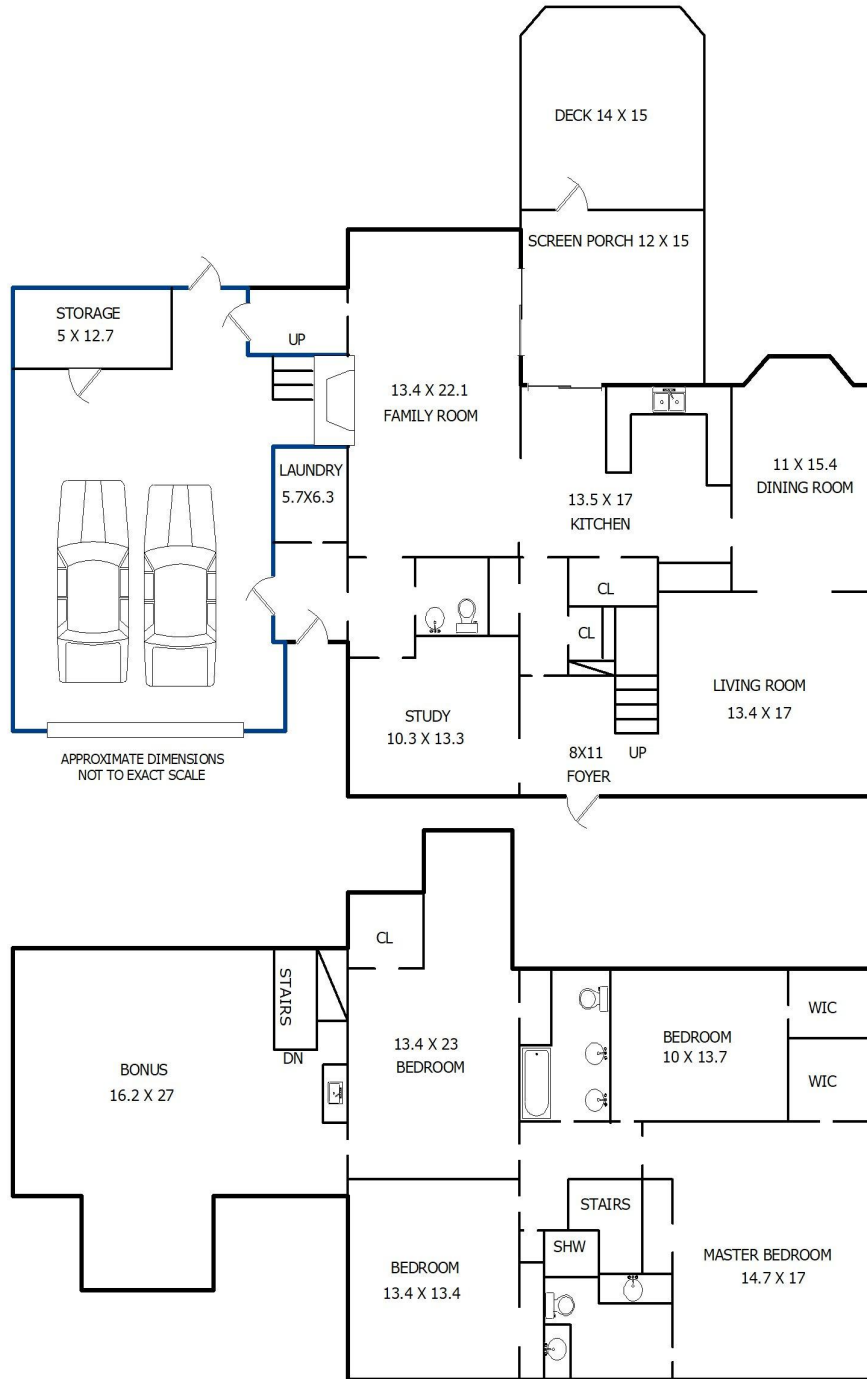 DECK 14 X 15
SCREEN PORCH 12 X 15
STORAGE
5 X 12.7
UP
13.4 X 22.1
FAMILY ROOM
LAUNDRY
5.7X6.3
11 X 15.4
DINING ROOM
13.5 X 17
KITCHEN
CL
CL
LIVING ROOM
13.4 X 17
STUDY
10.3 X 13.3
8X11
FOYER
UP
APPROXIMATE DIMENSIONS
NOT TO EXACT SCALE
CL
STAIRS
DN
BONUS
16.2 X 27
13.4 X 23
BEDROOM
BEDROOM
10 X 13.7
WIC
WIC
STAIRS
SHW
BEDROOM
13.4 X 13.4
MASTER BEDROOM
14.7 X 17